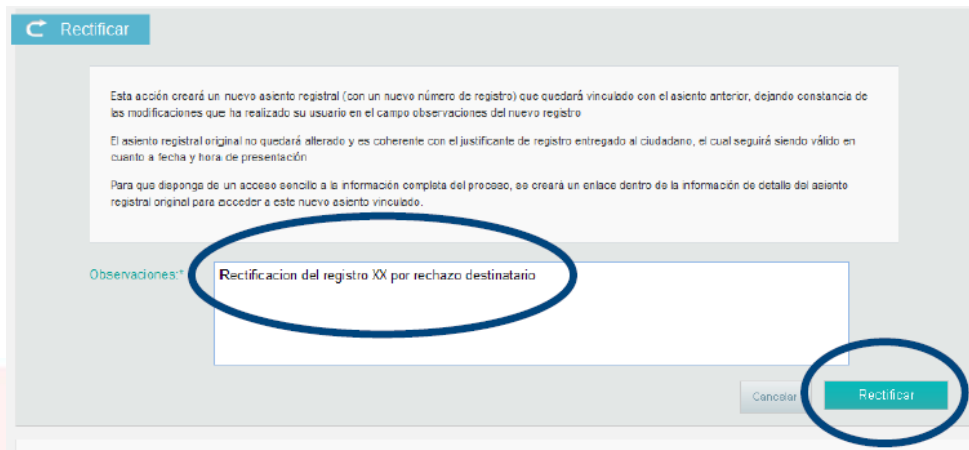 Rectificar
Esta acción creará un nuevo asiento registral (con un nuevo número de registro) que quedará vinculado con el asiento anterior, dejando constancia de
las modificaciones que ha realizado su usuario en el campo observaciones del nuevo registro
El asiento registral original no quedará alterado y es coherente con el justificante de registro entregado al ciudadano, el cual seguirá siendo válido en
cuanto a fecha y hora de presentación
Para que disponga de un acceso sencillo a la información completa del proceso, se creará un enlace dentro de la información de detalle del asiento
registral original para acceder a este nuevo asiento vinculado.
Observaciones:* Rectificacion del registro XX por rechazo destinatario
Cancelar Rectificar